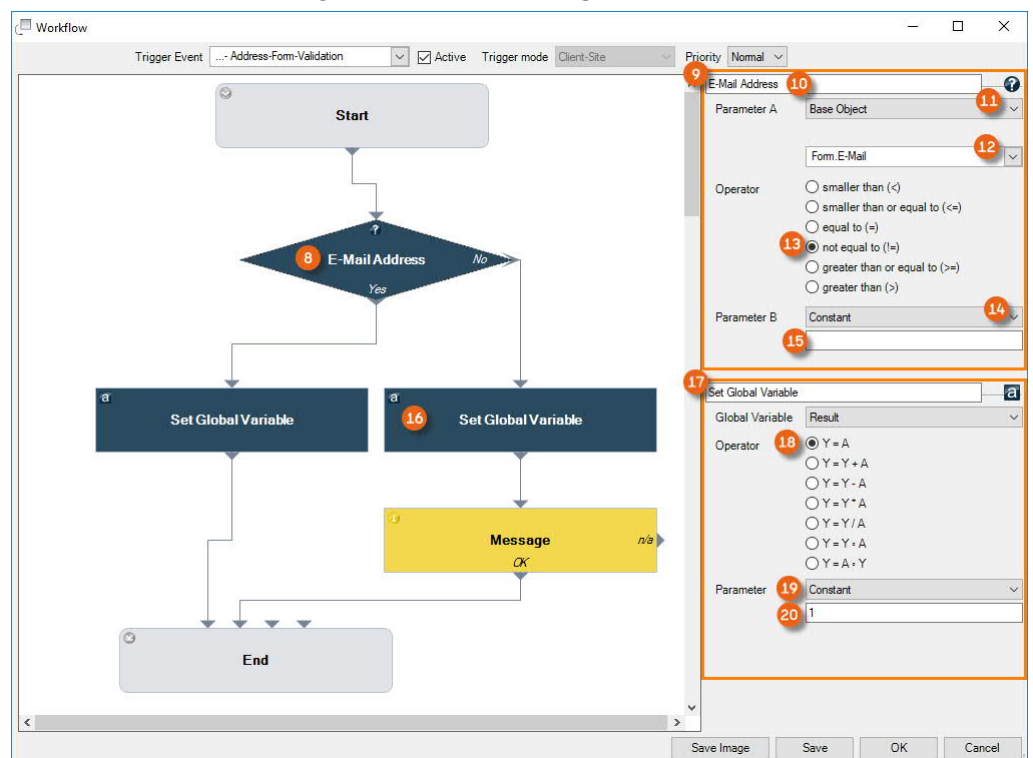 Workflow
Trigger Event ...- Address-Form-Validation Active Trigger mode Client-Site Priority Normal
Start
8 E-Mail Address No
Yes
a Set Global Variable
a 16 Set Global Variable
Message n/a
OK
End
9 E-Mail Address 10 ?
Parameter A Base Object 11
Form.E-Mail 12
Operator smaller than (<)
smaller than or equal to (<=)
equal to (=)
13 not equal to (!=)
greater than or equal to (>=)
greater than (>)
Parameter B Constant 14
15
17 Set Global Variable a
Global Variable Result
Operator 18 Y = A
Y = Y + A
Y = Y - A
Y = Y * A
Y = Y / A
Y = Y ∘ A
Y = A ∘ Y
Parameter 19 Constant
20 1
Save Image Save OK Cancel